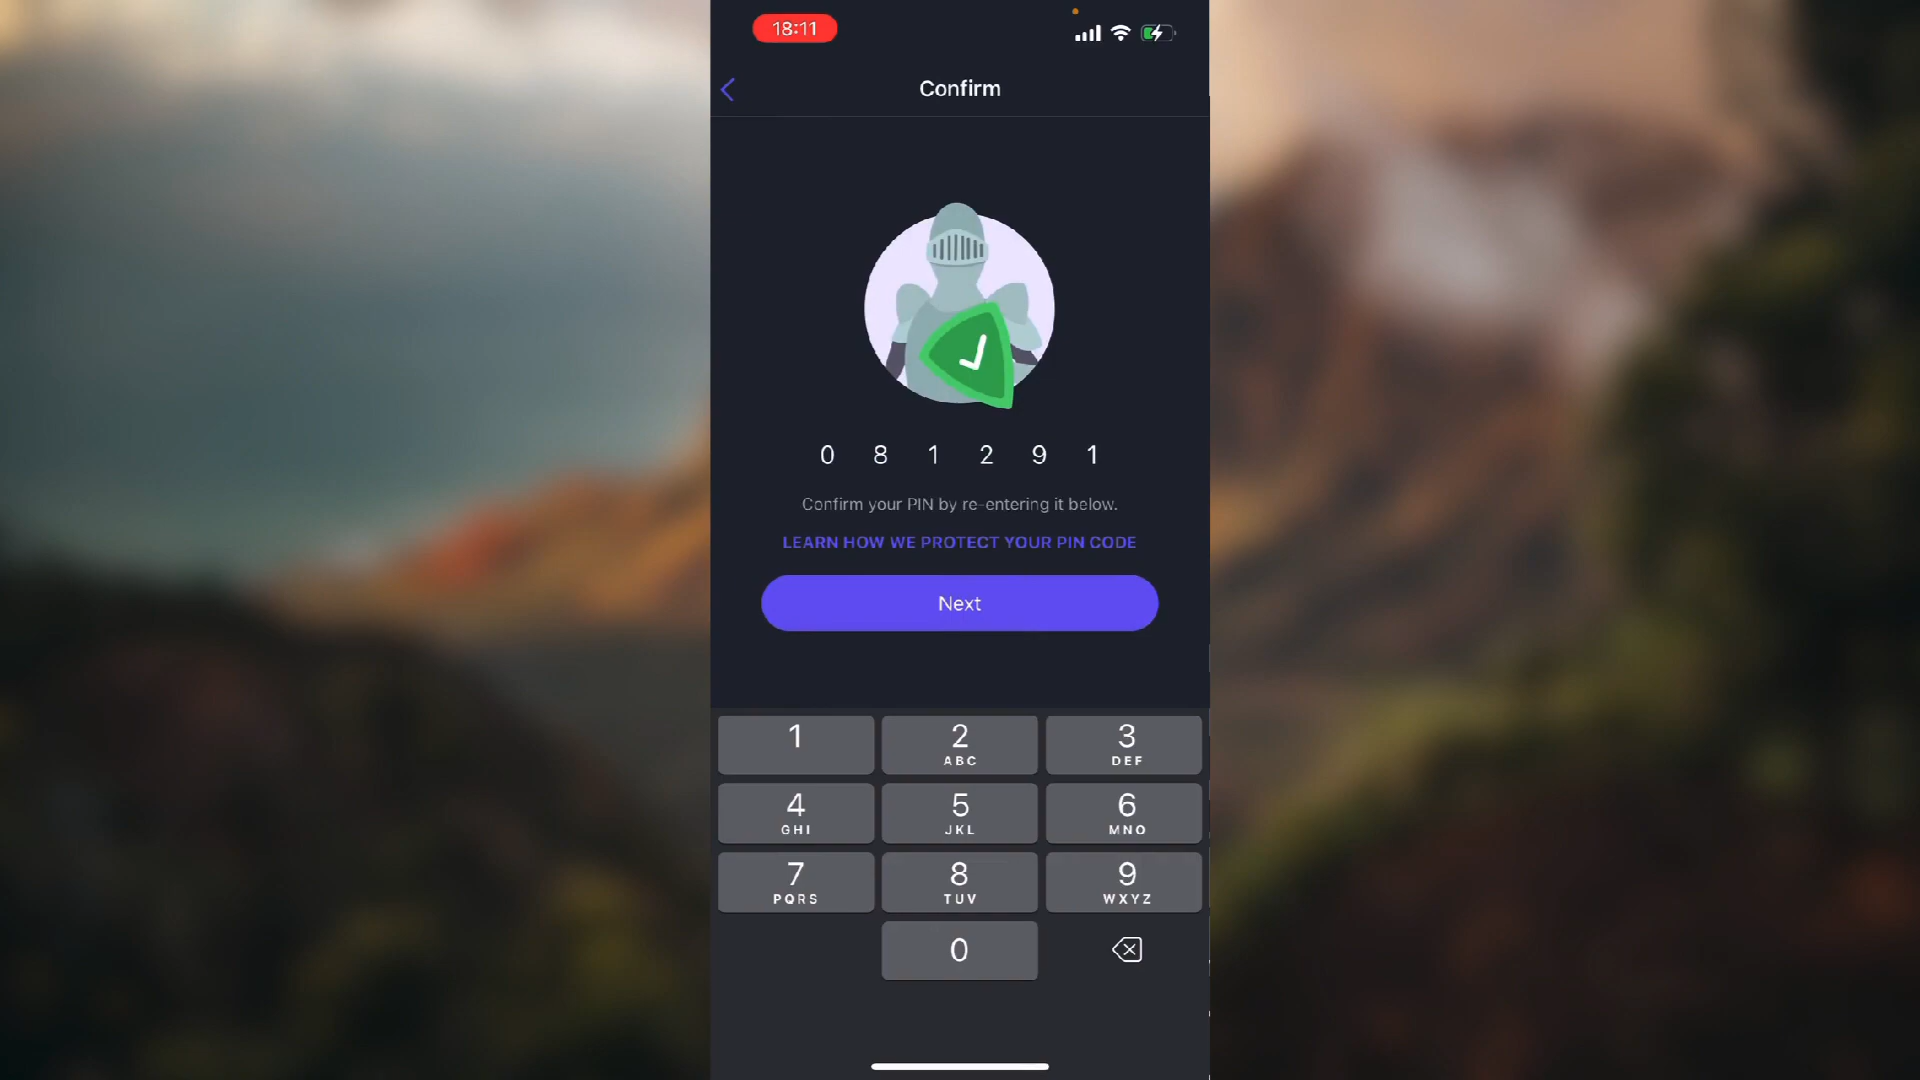 18:11
Confirm
0 8 1 2 9 1
Confirm your PIN by re-entering it below.
LEARN HOW WE PROTECT YOUR PIN CODE
Next
1 2 3
ABC DEF
4 5 6
GHI JKL MNO
7 8 9
PQRS TUV WXYZ
0